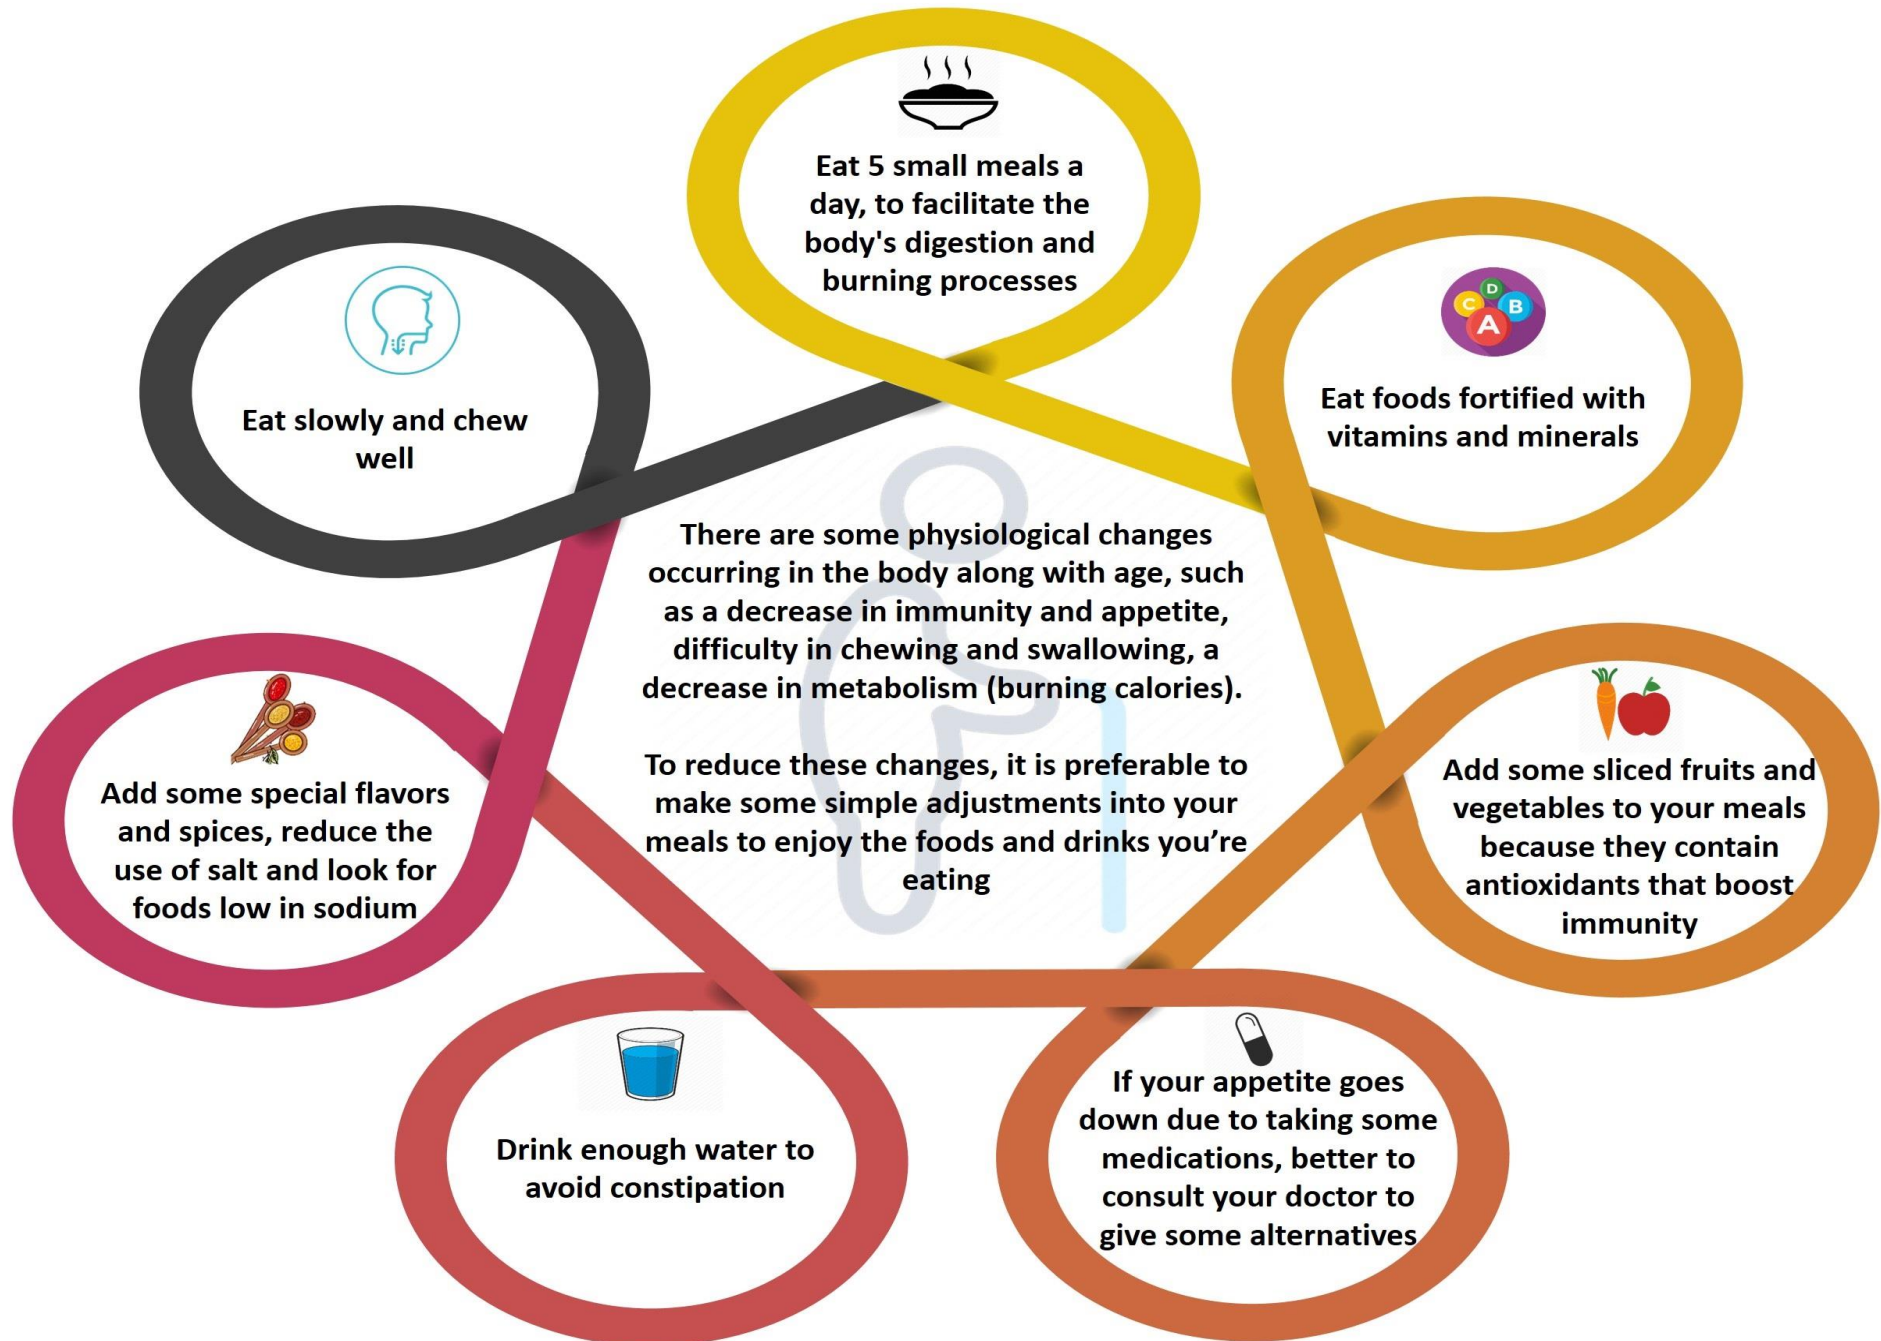 Eat 5 small meals a
day, to facilitate the
body's digestion and
burning processes
Eat foods fortified with
vitamins and minerals
C
D
B
A
Add some sliced fruits and
vegetables to your meals
because they contain
antioxidants that boost
immunity
If your appetite goes
down due to taking some
medications, better to
consult your doctor to
give some alternatives
Drink enough water to
avoid constipation
Add some special flavors
and spices, reduce the
use of salt and look for
foods low in sodium
Eat slowly and chew
well
There are some physiological changes
occurring in the body along with age, such
as a decrease in immunity and appetite,
difficulty in chewing and swallowing, a
decrease in metabolism (burning calories).
To reduce these changes, it is preferable to
make some simple adjustments into your
meals to enjoy the foods and drinks you’re
eating